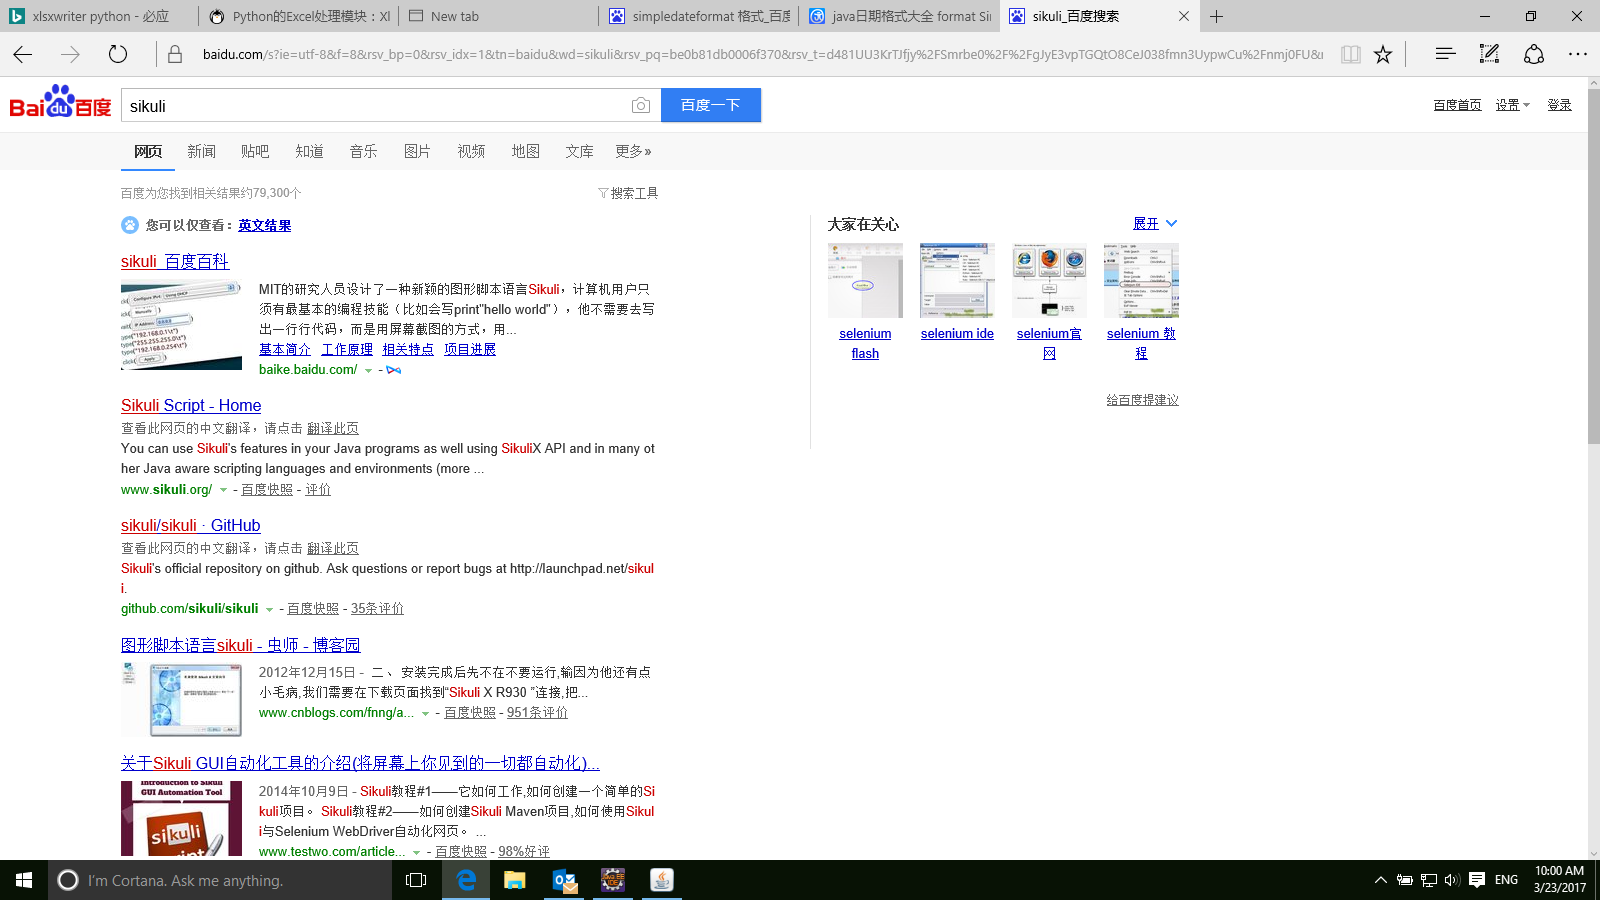 xlsxwriter python - 必应
Python的Excel处理模块：Xl
New tab
simpledateformat 格式_百度
java日期格式大全 format Sim
sikuli_百度搜索
baidu.com/s?ie=utf-8&f=8&rsv_bp=0&rsv_idx=1&tn=baidu&wd=sikuli&rsv_pq=be0b81db0006f370&rsv_t=d481UU3KrTJfjy%2FSmrbe0%2F%2FgJyE3vpTGQtO8CeJ038fmn3UypwCu%2Fnmj0FU&
Bai du 百度
sikuli
百度一下
百度首页 设置 登录
网页 新闻 贴吧 知道 音乐 图片 视频 地图 文库 更多»
百度为您找到相关结果约79,300个
搜索工具
您可以仅查看：英文结果
sikuli_百度百科
MIT的研究人员设计了一种新颖的图形脚本语言Sikuli，计算机用户只
须有最基本的编程技能（比如会写print"hello world"），他不需要去写
出一行行代码，而是用屏幕截图的方式，用...
基本简介 工作原理 相关特点 项目进展
baike.baidu.com/ -
Sikuli Script - Home
查看此网页的中文翻译，请点击 翻译此页
You can use Sikuli's features in your Java programs as well using SikuliX API and in many ot
her Java aware scripting languages and environments (more ...
www.sikuli.org/ - 百度快照 - 评价
sikuli/sikuli · GitHub
查看此网页的中文翻译，请点击 翻译此页
Sikuli's official repository on github. Ask questions or report bugs at http://launchpad.net/sikul
i.
github.com/sikuli/sikuli - 百度快照 - 35条评价
图形脚本语言sikuli - 虫师 - 博客园
2012年12月15日 - 二、 安装完成后先不在不要运行,输因为他还有点
小毛病,我们需要在下载页面找到“Sikuli X R930 ”连接,把...
www.cnblogs.com/fnng/a... - 百度快照 - 951条评价
关于Sikuli GUI自动化工具的介绍(将屏幕上你见到的一切都自动化)...
Introduction to Sikuli
GUI Automation Tool
sikuli
2014年10月9日 - Sikuli教程#1——它如何工作,如何创建一个简单的Si
kuli项目。 Sikuli教程#2——如何创建Sikuli Maven项目,如何使用Sikul
i与Selenium WebDriver自动化网页。 ...
www.testwo.com/article... - 百度快照 - 98%好评
大家在关心
展开
selenium
flash
selenium ide
selenium官
网
selenium 教
程
给百度提建议
I'm Cortana. Ask me anything.
ENG
10:00 AM
3/23/2017